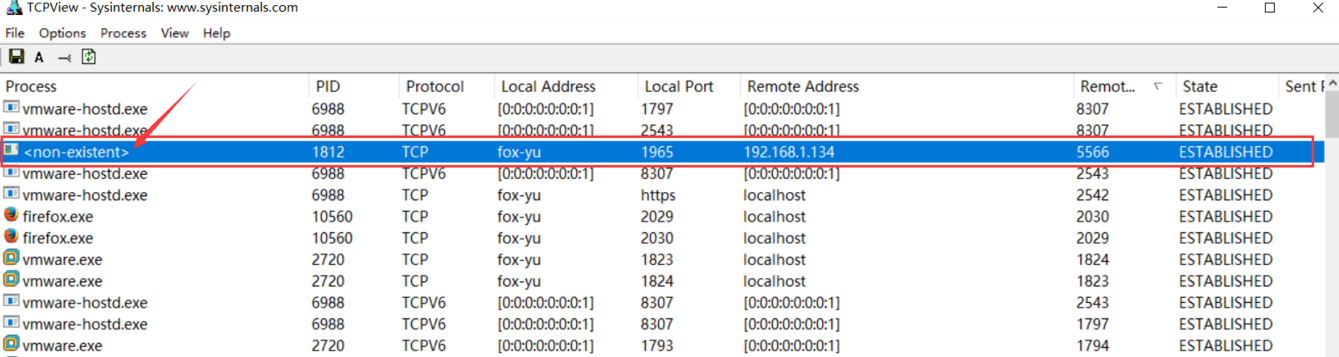 TCPView - Sysinternals: www.sysinternals.com
File Options Process View Help
A
Process PID Protocol Local Address Local Port Remote Address Remot... State Sent
vmware-hostd.exe 6988 TCPV6 [0:0:0:0:0:0:0:1] 1797 [0:0:0:0:0:0:0:1] 8307 ESTABLISHED
vmware-hostd.exe 6988 TCPV6 [0:0:0:0:0:0:0:1] 2543 [0:0:0:0:0:0:0:1] 8307 ESTABLISHED
<non-existent> 1812 TCP fox-yu 1965 192.168.1.134 5566 ESTABLISHED
vmware-hostd.exe 6988 TCPV6 [0:0:0:0:0:0:0:1] 8307 [0:0:0:0:0:0:0:1] 2543 ESTABLISHED
vmware-hostd.exe 6988 TCP fox-yu https localhost 2542 ESTABLISHED
firefox.exe 10560 TCP fox-yu 2029 localhost 2030 ESTABLISHED
firefox.exe 10560 TCP fox-yu 2030 localhost 2029 ESTABLISHED
vmware.exe 2720 TCP fox-yu 1823 localhost 1824 ESTABLISHED
vmware.exe 2720 TCP fox-yu 1824 localhost 1823 ESTABLISHED
vmware-hostd.exe 6988 TCPV6 [0:0:0:0:0:0:0:1] 8307 [0:0:0:0:0:0:0:1] 2543 ESTABLISHED
vmware-hostd.exe 6988 TCPV6 [0:0:0:0:0:0:0:1] 8307 [0:0:0:0:0:0:0:1] 1797 ESTABLISHED
vmware.exe 2720 TCPV6 [0:0:0:0:0:0:0:1] 1793 [0:0:0:0:0:0:0:1] 1794 ESTABLISHED